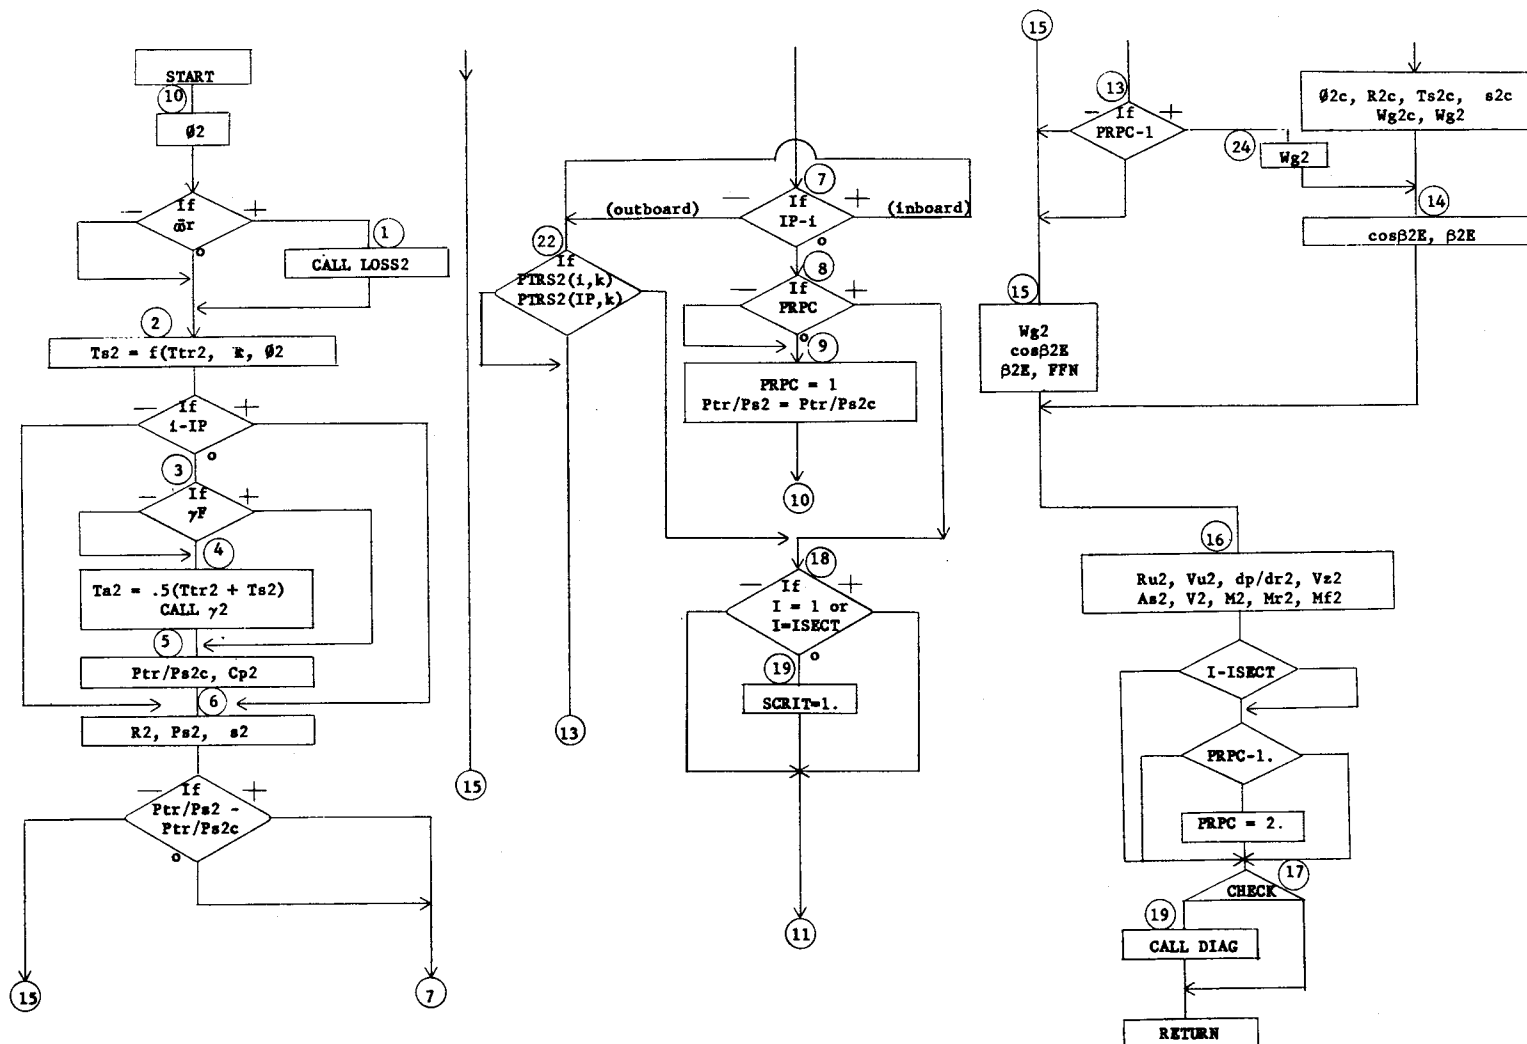 START
10
Ø2
If
ω̄r
−
+
o
1
CALL LOSS2
2
Ts2 = f(Ttr2, k, Ø2
If
i-IP
−
+
o
3
If
γF
−
+
4
Ta2 = .5(Ttr2 + Ts2)
CALL γ2
5
Ptr/Ps2c, Cp2
6
R2, Ps2, s2
If
Ptr/Ps2 -
Ptr/Ps2c
−
+
o
15
7
15
7
If
IP-i
−
+
o
(outboard)
(inboard)
22
If
PTRS2(i,k)
PTRS2(IP,k)
13
8
If
PRPC
−
+
o
9
PRPC = 1
Ptr/Ps2 = Ptr/Ps2c
10
18
If
I = 1 or
I=ISECT
−
+
o
19
SCRIT=1.
11
15
13
If
PRPC-1
−
+
24
Wg2
Ø2c, R2c, Ts2c, s2c
Wg2c, Wg2
14
cosβ2E, β2E
15
Wg2
cosβ2E
β2E, FFN
16
Ru2, Vu2, dp/dr2, Vz2
As2, V2, M2, Mr2, Mf2
I-ISECT
PRPC-1.
PRPC = 2.
17
CHECK
19
CALL DIAG
RETURN